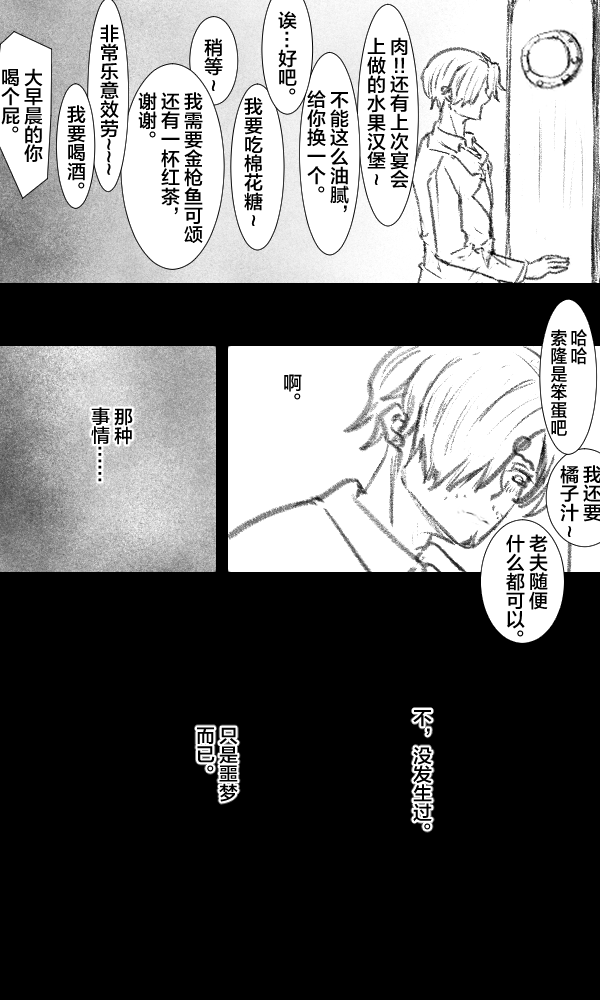 肉!!还有上次宴会
上做的水果汉堡~
不能这么油腻,
给你换一个。
诶…好吧。
我要吃棉花糖~
稍等~
我需要金枪鱼可颂
还有一杯红茶,
谢谢。
非常乐意效劳~~~
我要喝酒。
大早晨的你
喝个屁。
哈哈
索隆是笨蛋吧
我还要
橘子汁~
老夫随便
什么都可以。
啊。
那种
事情……
不,没发生过。
只是噩梦
而已。